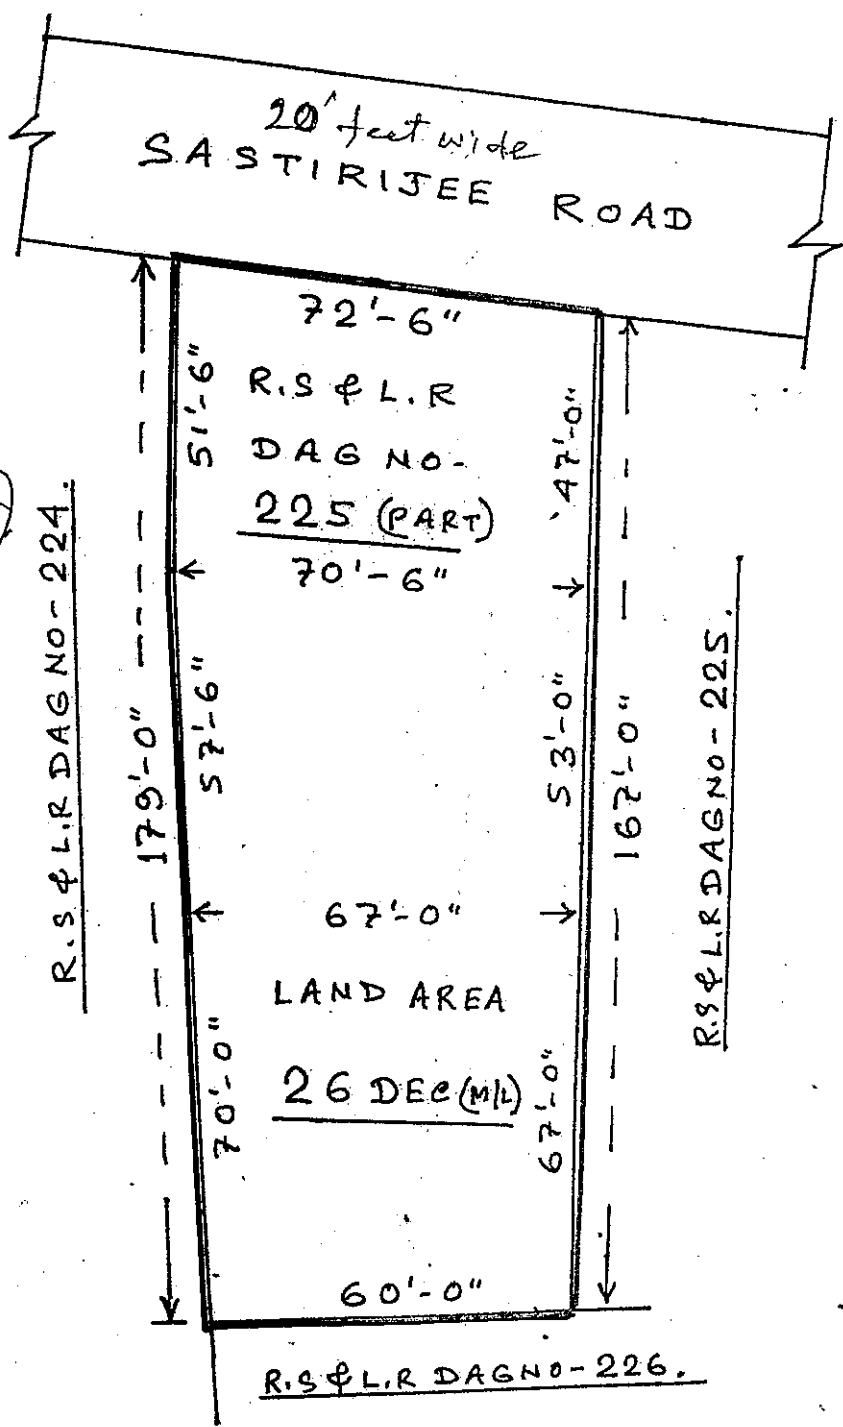 20' feet wide
SASTIRIJEE ROAD
72'-6"
51'-6"
R.S & L.R
DAG NO-
225 (PART)
47'-0"
70'-6"
R.S & L.R DAG NO-224.
179'-0"
57'-6"
53'-0"
167'-0"
R.S & L.R DAG NO-225.
67'-0"
LAND AREA
26 DEC (M/L)
70'-0"
67'-0"
60'-0"
R.S & L.R DAG NO-226.